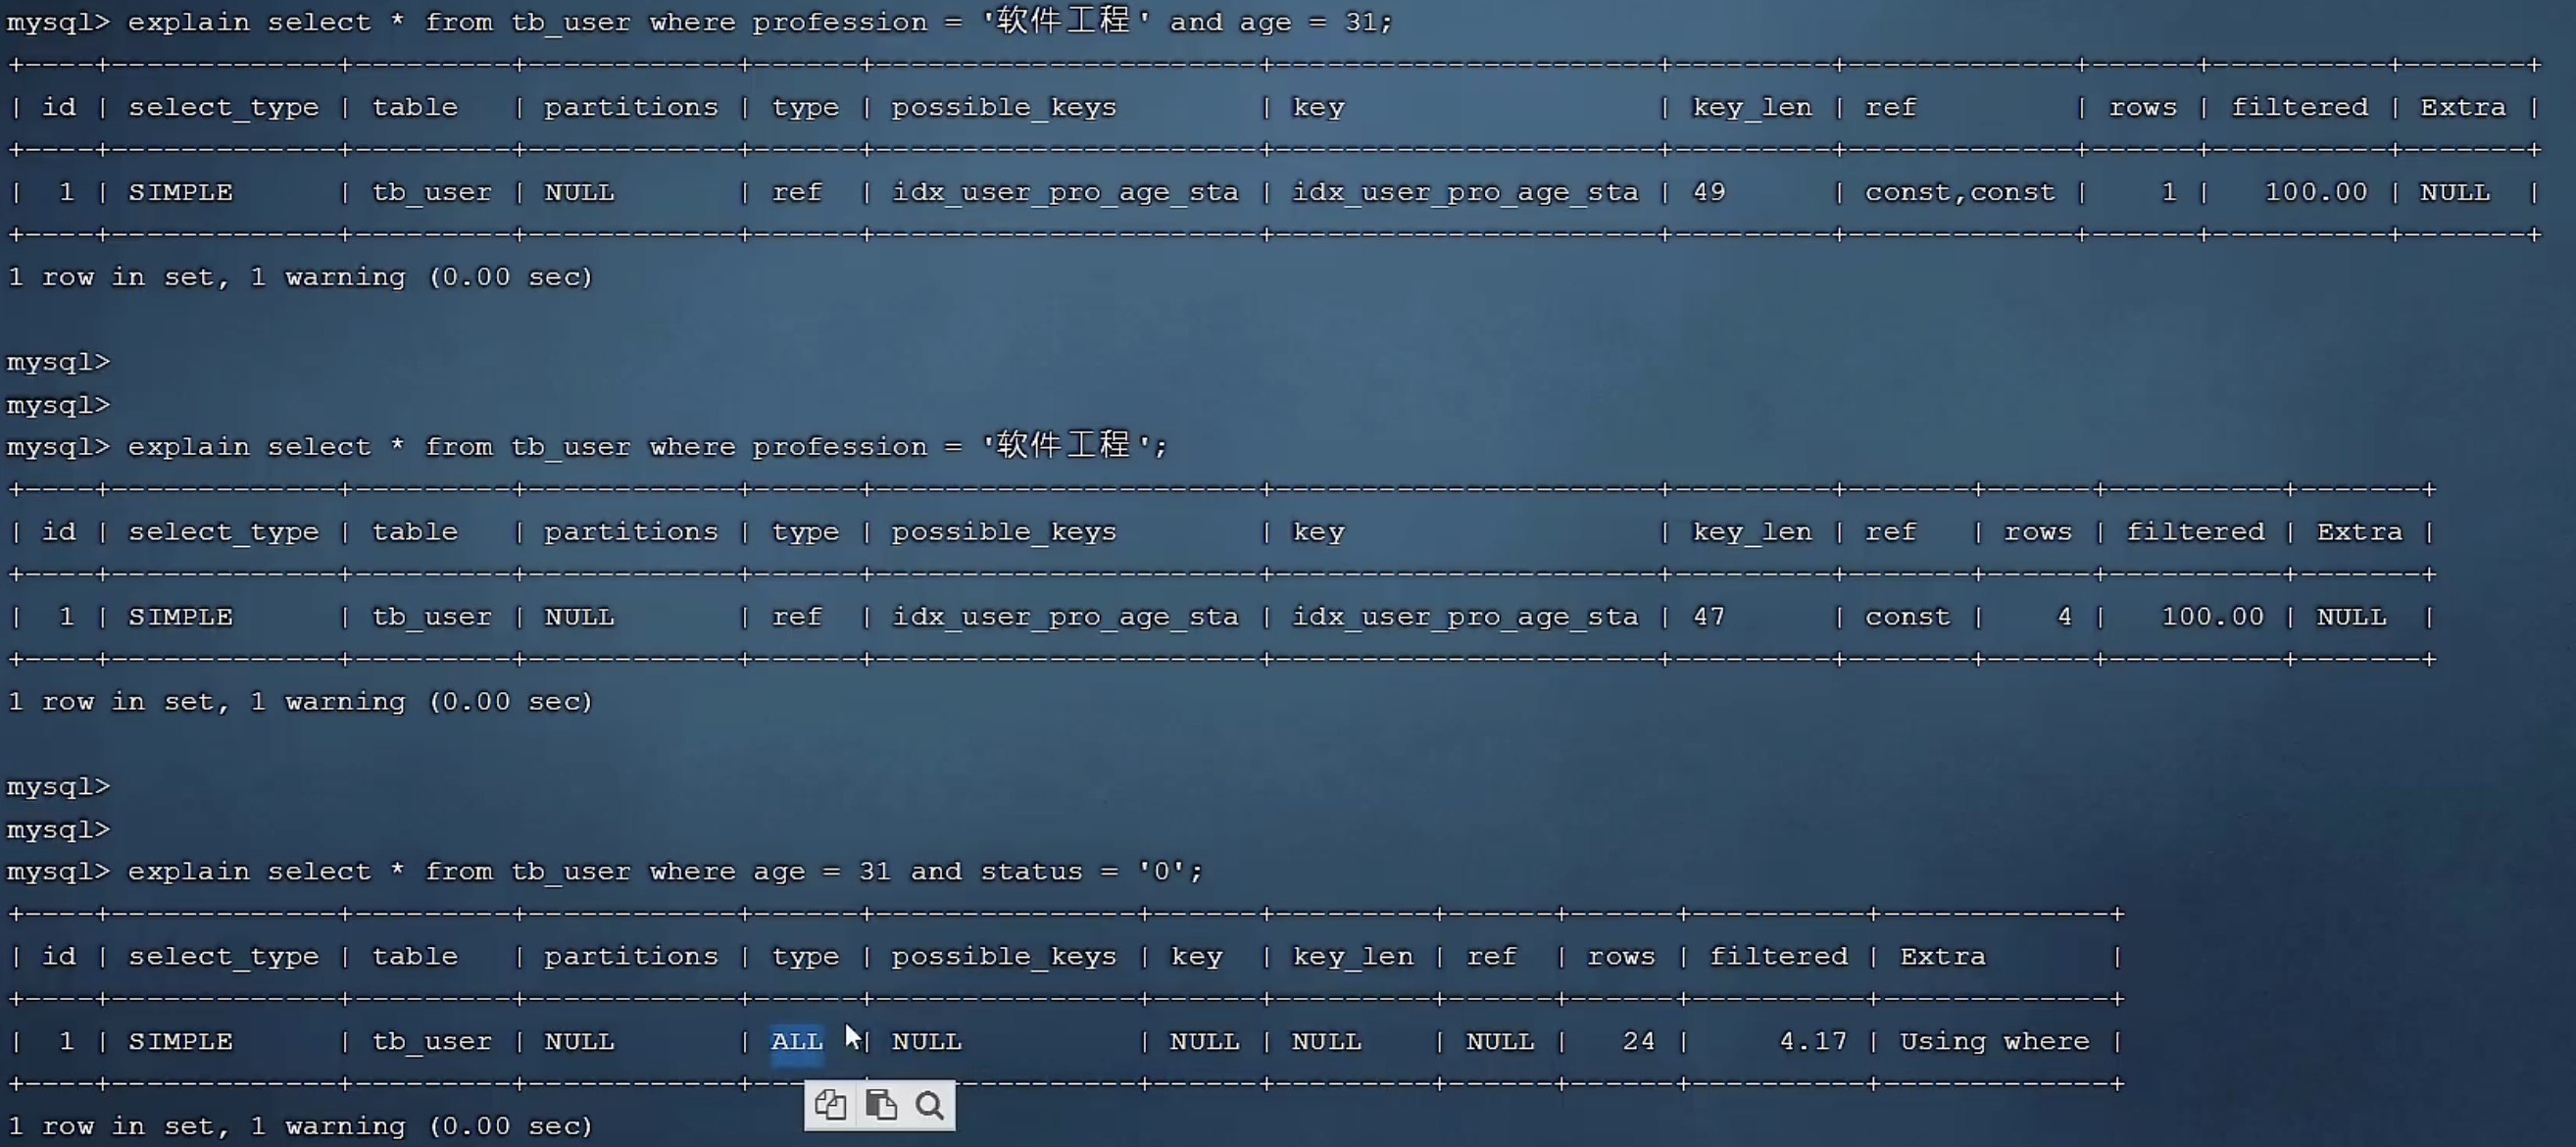 mysql> explain select * from tb_user where profession = '软件工程' and age = 31;
+----+-------------+---------+------------+------+----------------------+----------------------+---------+-------------+------+----------+-------+
| id | select_type | table   | partitions | type | possible_keys        | key                  | key_len | ref         | rows | filtered | Extra |
+----+-------------+---------+------------+------+----------------------+----------------------+---------+-------------+------+----------+-------+
|  1 | SIMPLE      | tb_user | NULL       | ref  | idx_user_pro_age_sta | idx_user_pro_age_sta | 49      | const,const |    1 |   100.00 | NULL  |
+----+-------------+---------+------------+------+----------------------+----------------------+---------+-------------+------+----------+-------+
1 row in set, 1 warning (0.00 sec)
mysql>
mysql>
mysql> explain select * from tb_user where profession = '软件工程';
+----+-------------+---------+------------+------+----------------------+----------------------+---------+-------+------+----------+-------+
| id | select_type | table   | partitions | type | possible_keys        | key                  | key_len | ref   | rows | filtered | Extra |
+----+-------------+---------+------------+------+----------------------+----------------------+---------+-------+------+----------+-------+
|  1 | SIMPLE      | tb_user | NULL       | ref  | idx_user_pro_age_sta | idx_user_pro_age_sta | 47      | const |    4 |   100.00 | NULL  |
+----+-------------+---------+------------+------+----------------------+----------------------+---------+-------+------+----------+-------+
1 row in set, 1 warning (0.00 sec)
mysql>
mysql>
mysql> explain select * from tb_user where age = 31 and status = '0';
+----+-------------+---------+------------+------+---------------+------+---------+------+------+----------+-------------+
| id | select_type | table   | partitions | type | possible_keys | key  | key_len | ref  | rows | filtered | Extra       |
+----+-------------+---------+------------+------+---------------+------+---------+------+------+----------+-------------+
|  1 | SIMPLE      | tb_user | NULL       | ALL  | NULL          | NULL | NULL    | NULL |   24 |     4.17 | Using where |
+----+-------------+---------+------------+------+---------------+------+---------+------+------+----------+-------------+
1 row in set, 1 warning (0.00 sec)